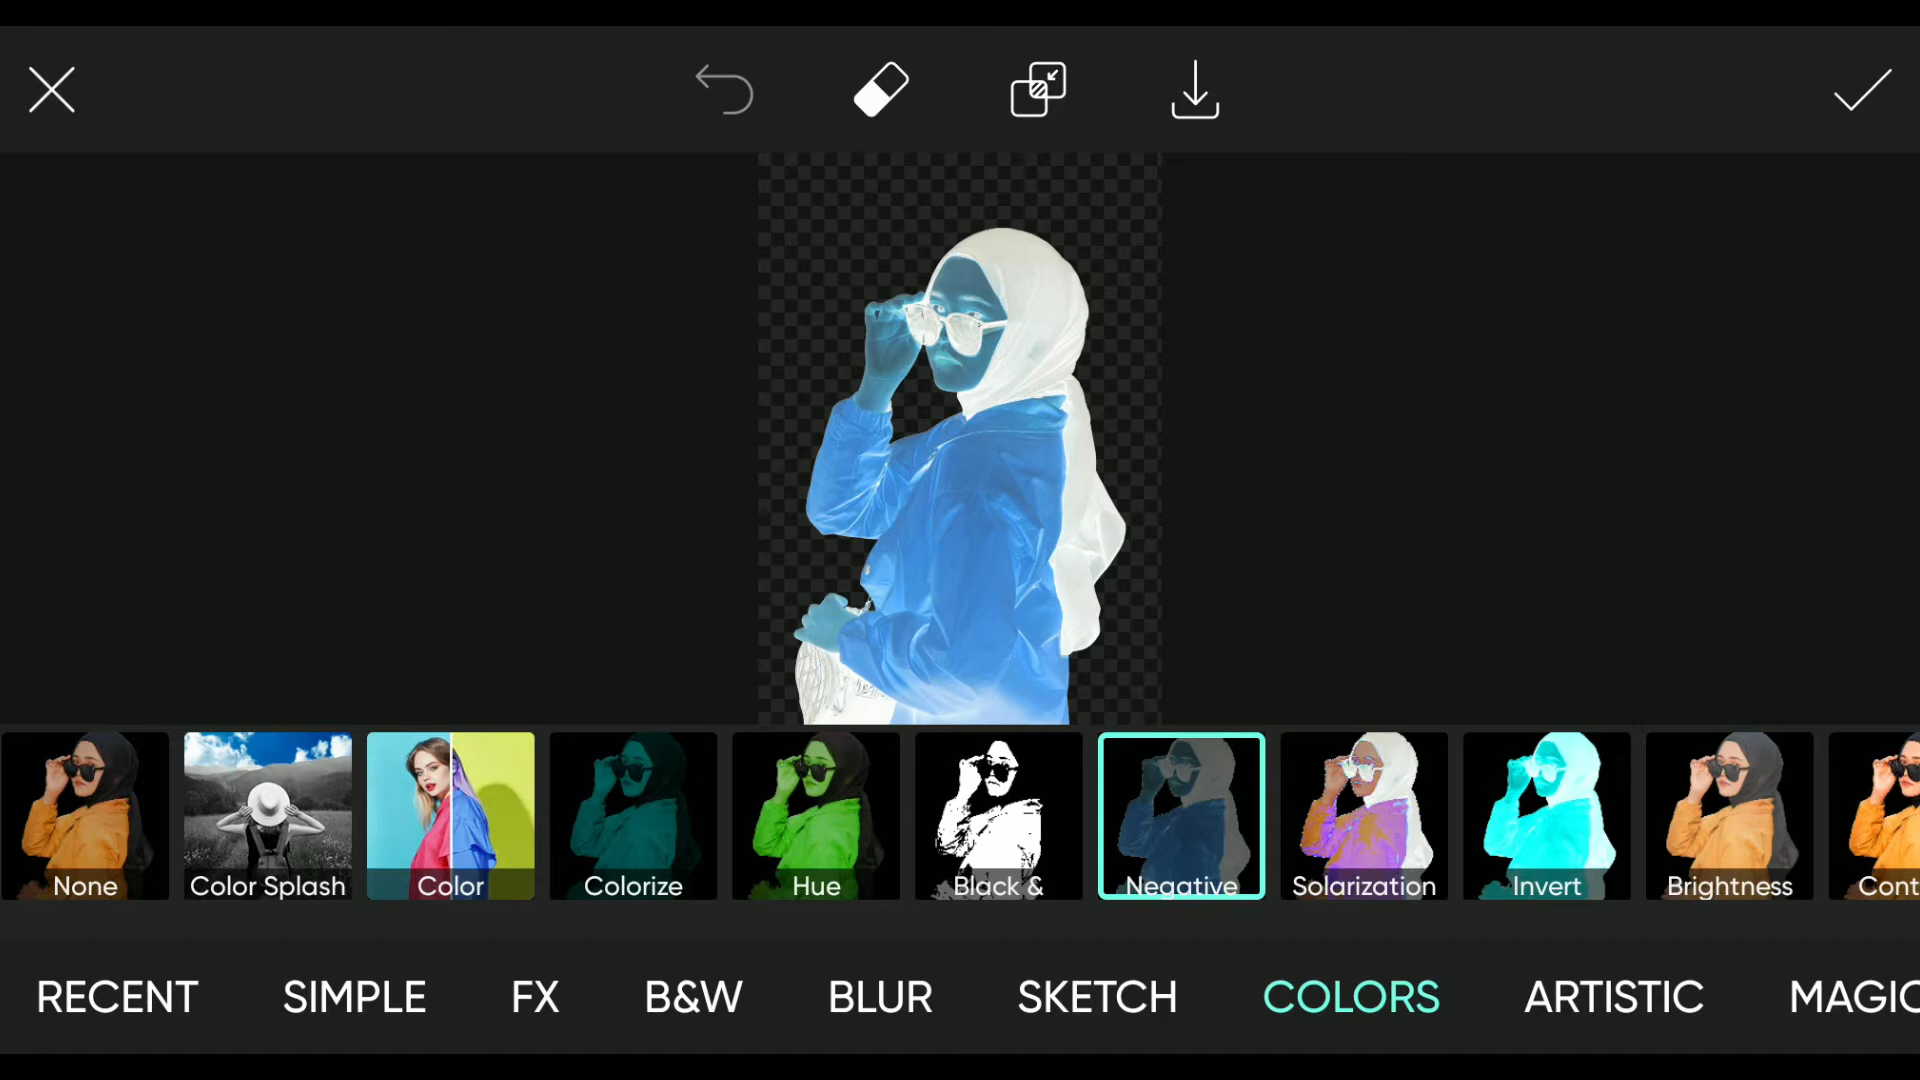 None
Color Splash
Color
Colorize
Hue
Black &
Negative
Solarization
Invert
Brightness
Cont
RECENT
SIMPLE
FX
B&W
BLUR
SKETCH
COLORS
ARTISTIC
MAGIC